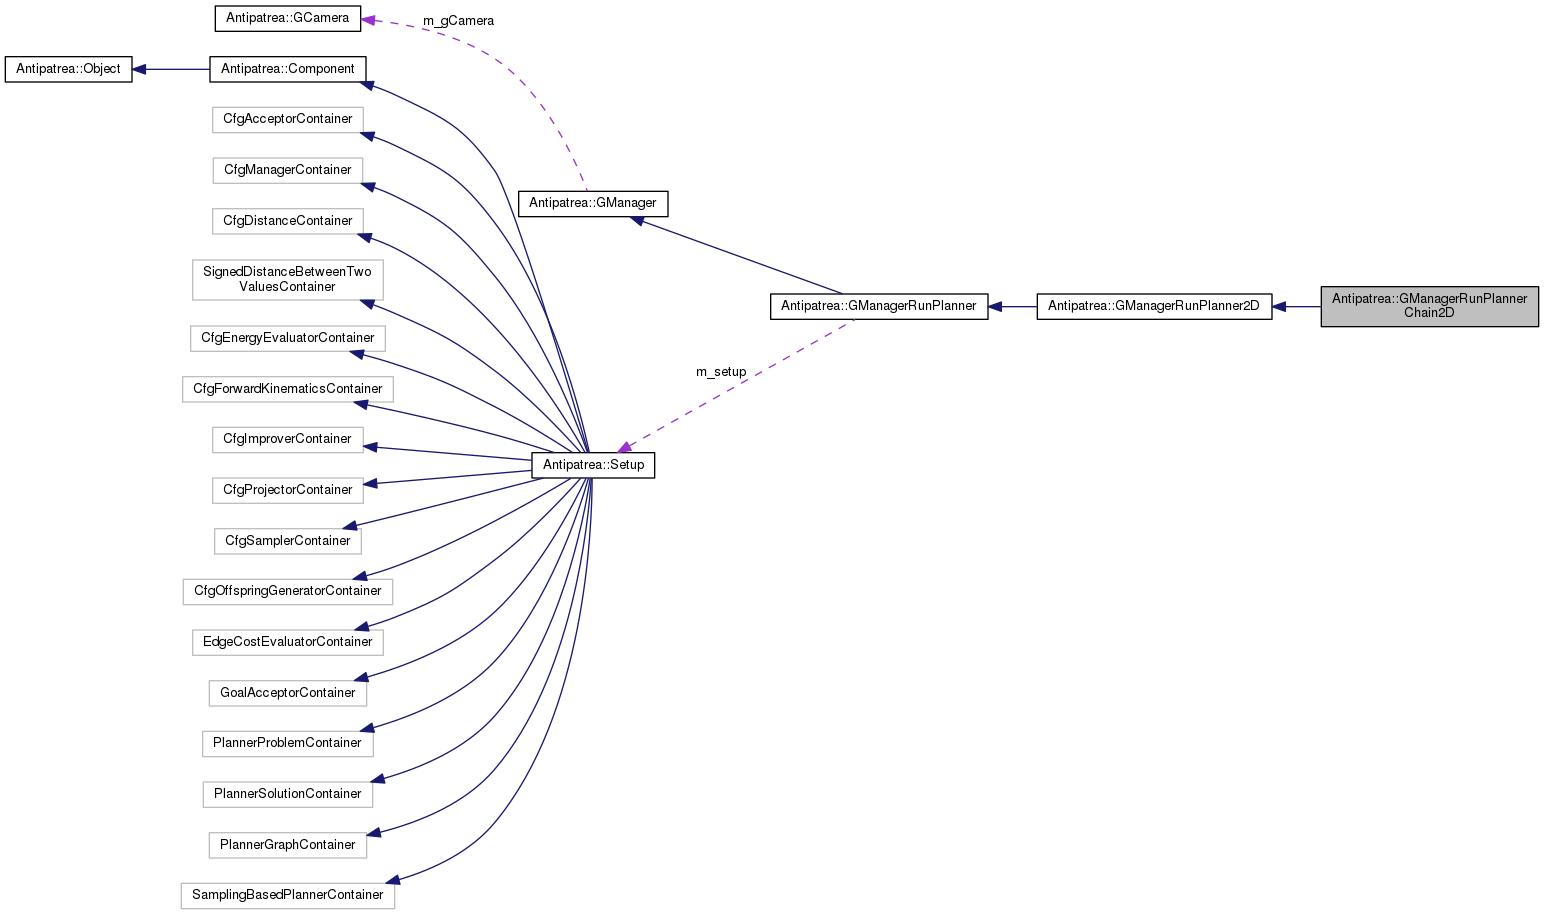 Antipatrea::GCamera
m_gCamera
Antipatrea::Object
Antipatrea::Component
CfgAcceptorContainer
CfgManagerContainer
Antipatrea::GManager
CfgDistanceContainer
SignedDistanceBetweenTwo
ValuesContainer
Antipatrea::GManagerRunPlanner
Antipatrea::GManagerRunPlanner2D
Antipatrea::GManagerRunPlanner
Chain2D
CfgEnergyEvaluatorContainer
m_setup
CfgForwardKinematicsContainer
CfgImproverContainer
Antipatrea::Setup
CfgProjectorContainer
CfgSamplerContainer
CfgOffspringGeneratorContainer
EdgeCostEvaluatorContainer
GoalAcceptorContainer
PlannerProblemContainer
PlannerSolutionContainer
PlannerGraphContainer
SamplingBasedPlannerContainer